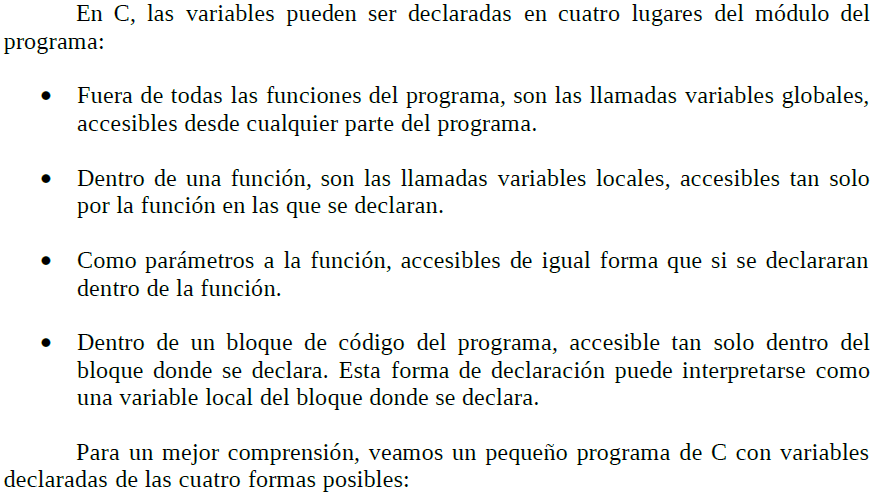 En C, las variables pueden ser declaradas en cuatro lugares del módulo del
programa:
• Fuera de todas las funciones del programa, son las llamadas variables globales,
accesibles desde cualquier parte del programa.
• Dentro de una función, son las llamadas variables locales, accesibles tan solo
por la función en las que se declaran.
• Como parámetros a la función, accesibles de igual forma que si se declararan
dentro de la función.
• Dentro de un bloque de código del programa, accesible tan solo dentro del
bloque donde se declara. Esta forma de declaración puede interpretarse como
una variable local del bloque donde se declara.
Para un mejor comprensión, veamos un pequeño programa de C con variables
declaradas de las cuatro formas posibles: